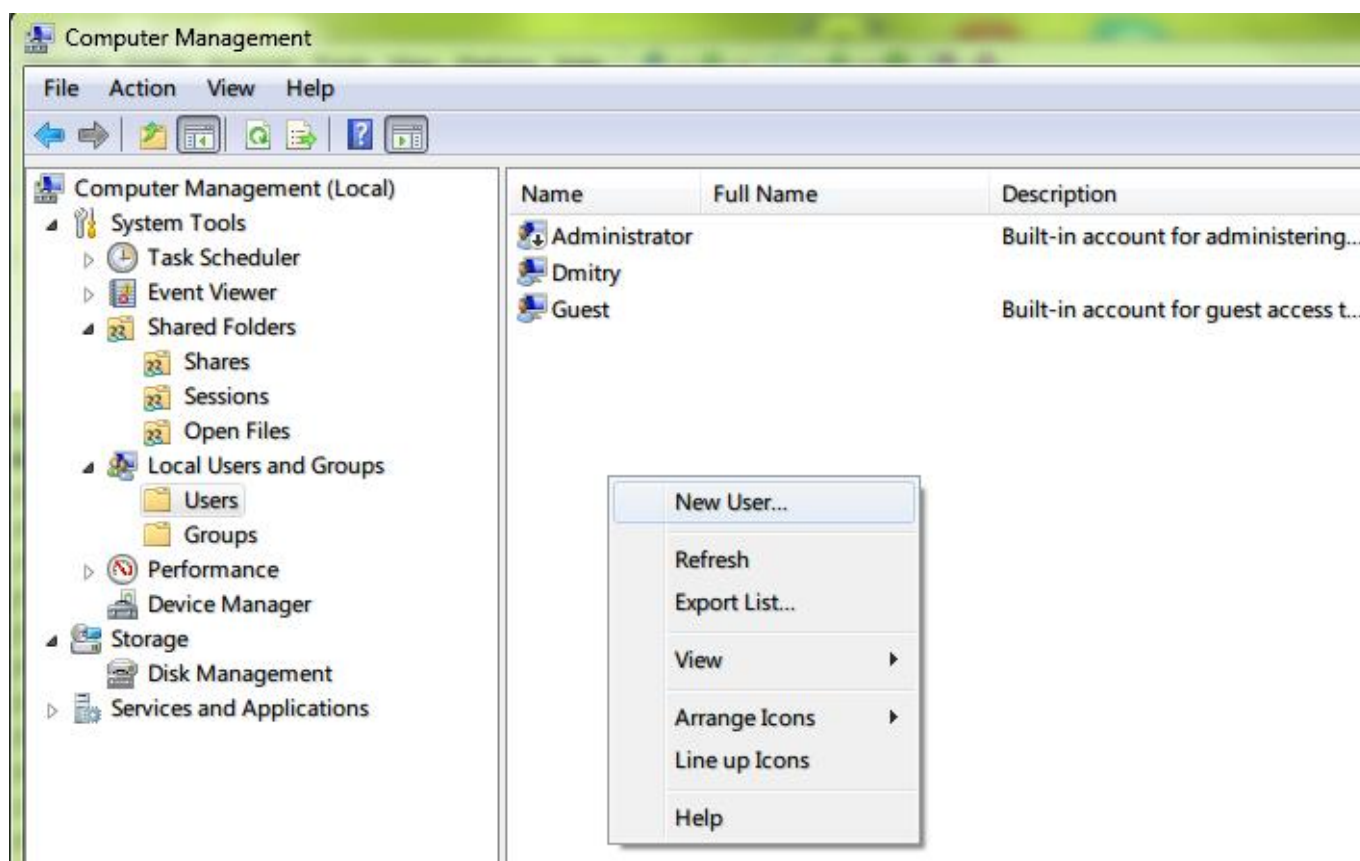 Computer Management
File Action View Help
Computer Management (Local)
System Tools
Task Scheduler
Event Viewer
Shared Folders
Shares
Sessions
Open Files
Local Users and Groups
Users
Groups
Performance
Device Manager
Storage
Disk Management
Services and Applications
Name Full Name Description
Administrator Built-in account for administering...
Dmitry
Guest Built-in account for guest access t...
New User...
Refresh
Export List...
View
Arrange Icons
Line up Icons
Help